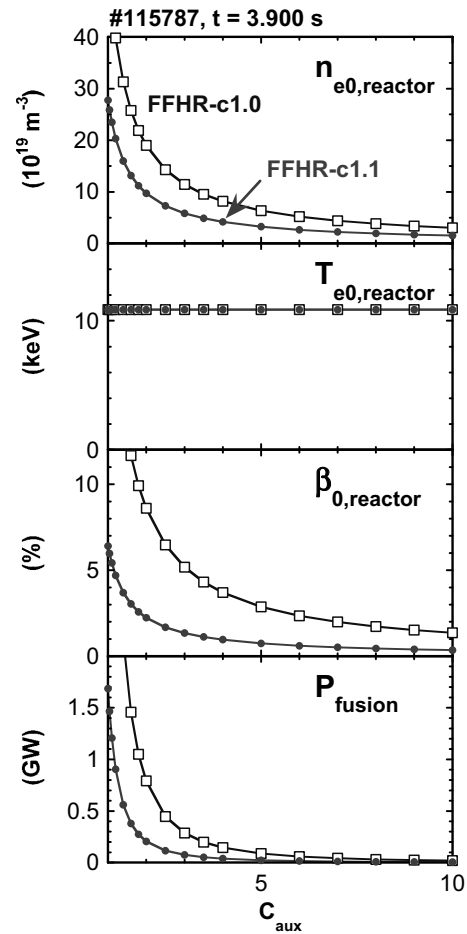 #115787, t = 3.900 s
40
n e0,reactor
30
FFHR-c1.0
(10^19 m^-3)
20
FFHR-c1.1
10
0
T e0,reactor
10
(keV)
0
β 0,reactor
10
(%)
5
0
P fusion
1.5
(GW)
1
0.5
0
5
10
C aux